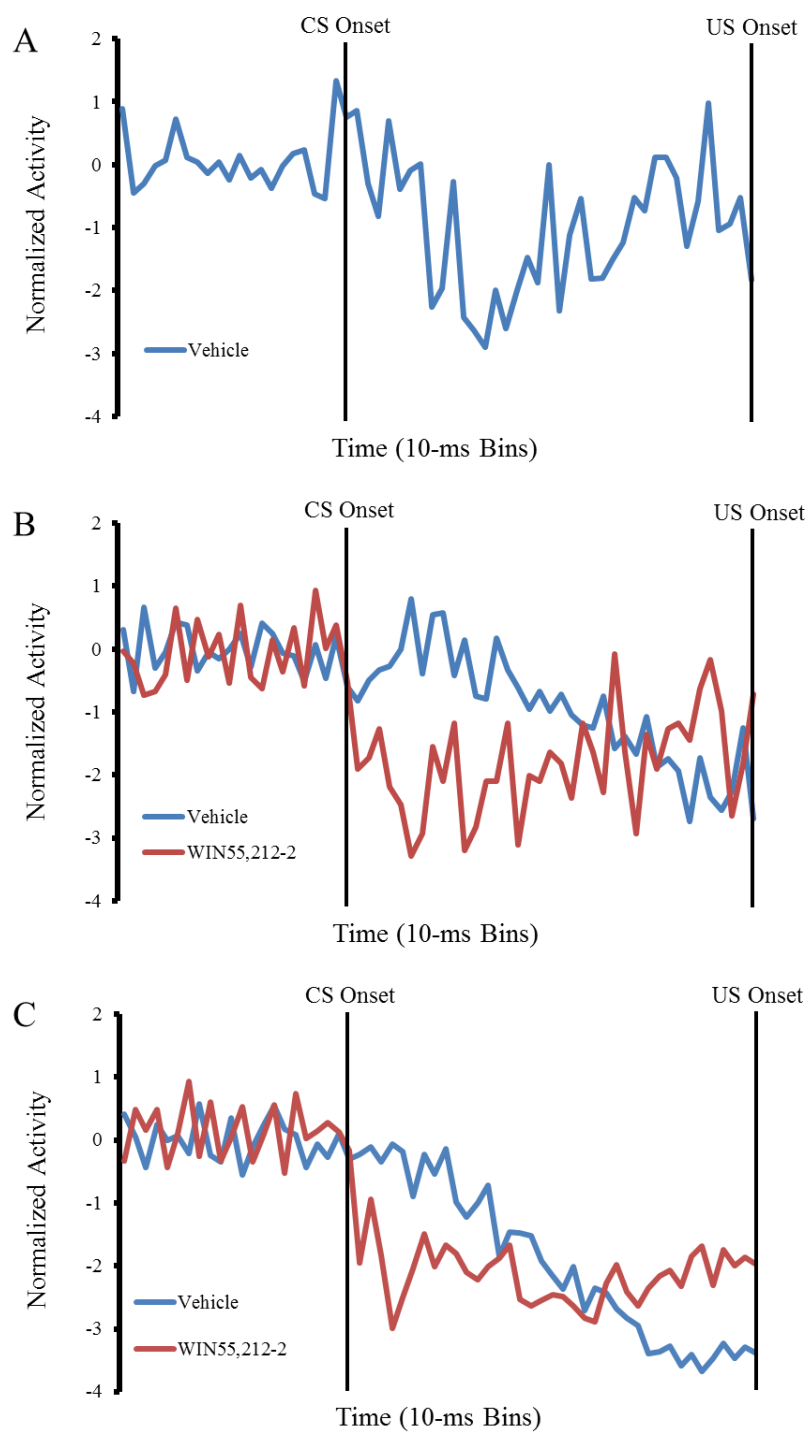 A
CS Onset
US Onset
2
1
0
-1
-2
-3
-4
Normalized Activity
Vehicle
Time (10-ms Bins)
B
CS Onset
US Onset
2
1
0
-1
-2
-3
-4
Normalized Activity
Vehicle
WIN55,212-2
Time (10-ms Bins)
C
CS Onset
US Onset
2
1
0
-1
-2
-3
-4
Normalized Activity
Vehicle
WIN55,212-2
Time (10-ms Bins)